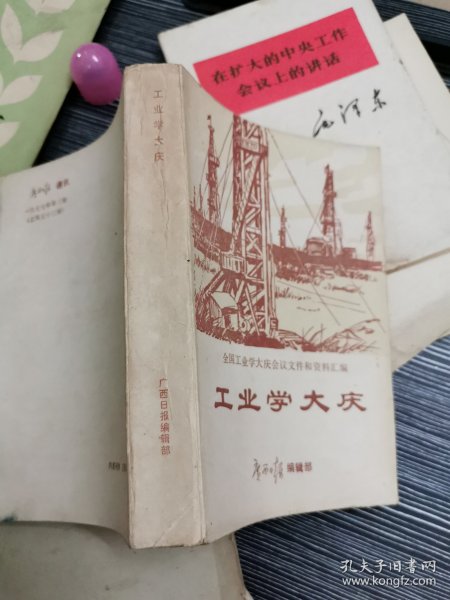 在扩大的中央工作
会议上的讲话
毛泽东
工业学大庆
广西日报编辑部
全国工业学大庆会议文件和资料汇编
工业学大庆
广西日报 编辑部
孔夫子旧书网
www.kongfz.com